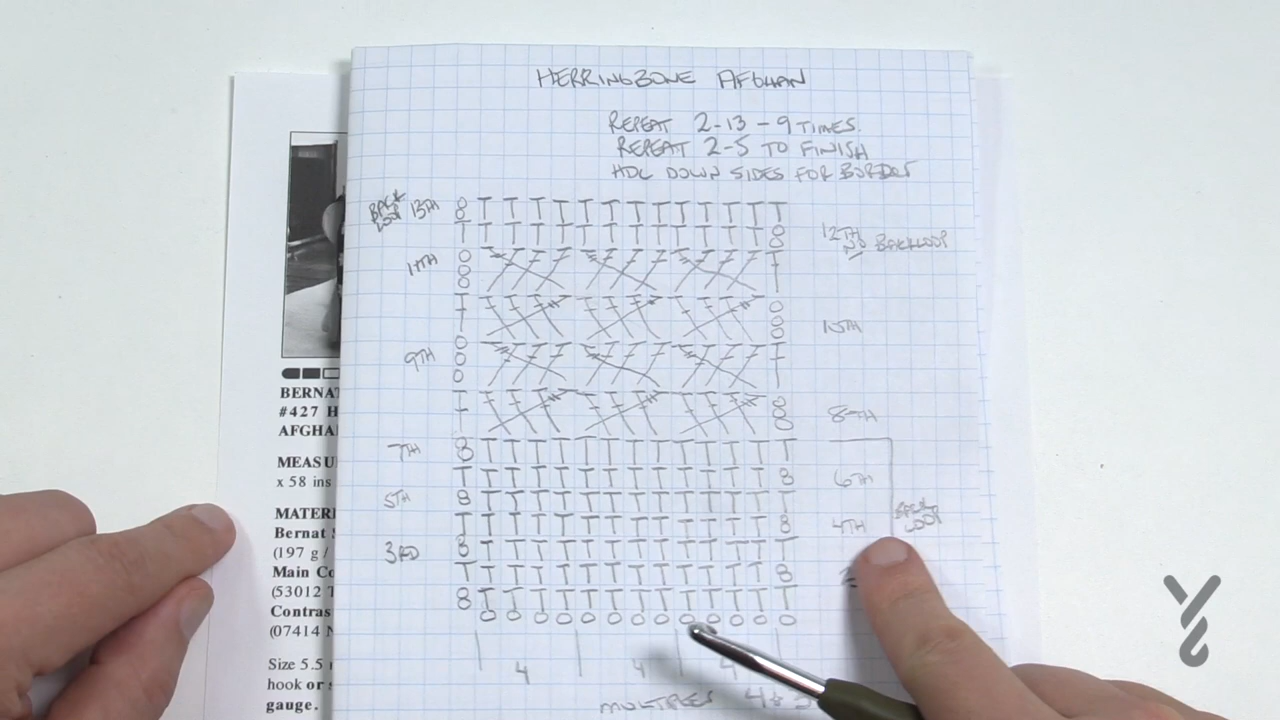 HERRINGBONE AFGHAN
REPEAT 2-13 - 9 TIMES.
REPEAT 2-5 TO FINISH
HDC DOWN SIDES FOR BORDER
BACK LOOP 13TH
12TH
NO BACKLOOP
11TH
10TH
9TH
8TH
7TH
6TH
5TH
4TH
BACK
LOOP
3RD
4 4 4
MULTIPLES 4+
BERNAT
#427 H
AFGHA
MEASU
x 58 ins
MATERI
Bernat S
(197 g /
Main Co
(53012 T
Contras
(07414 N
Size 5.5 m
hook or s
gauge.